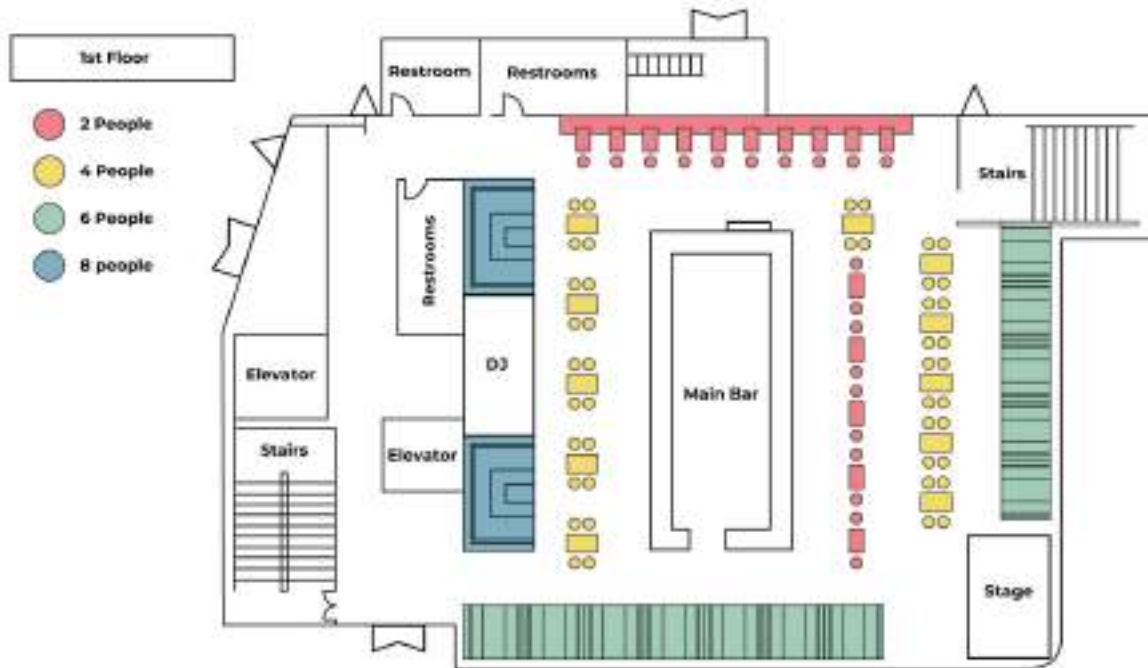 1st Floor
2 People
4 People
6 People
8 people
Restroom
Restrooms
Stairs
Restrooms
DJ
Elevator
Main Bar
Stairs
Elevator
Stage